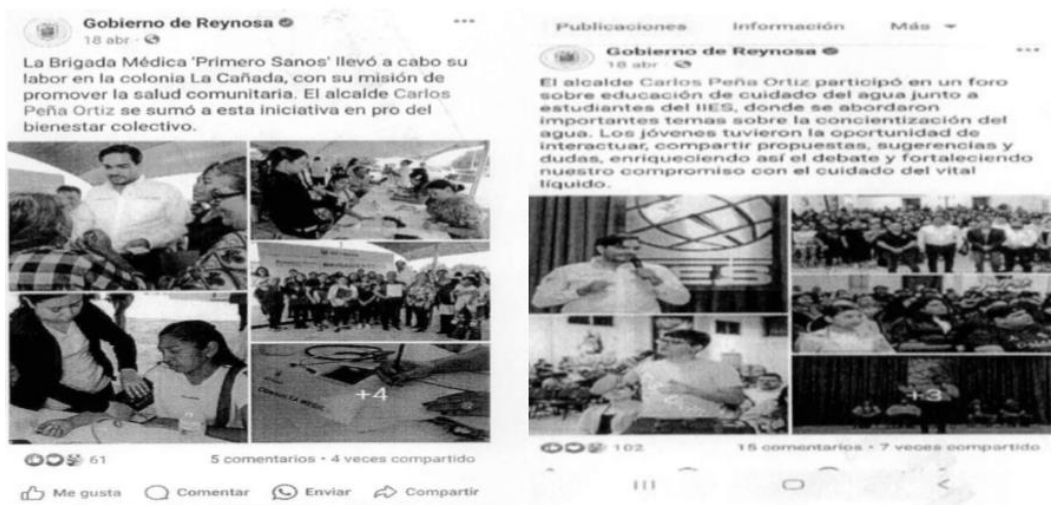 Gobierno de Reynosa
18 abr ·
La Brigada Médica 'Primero Sanos' llevó a cabo su
labor en la colonia La Cañada, con su misión de
promover la salud comunitaria. El alcalde Carlos
Peña Ortiz se sumó a esta iniciativa en pro del
bienestar colectivo.
+4
61
5 comentarios • 4 veces compartido
Me gusta
Comentar
Enviar
Compartir
Publicaciones
Información
Más
Gobierno de Reynosa
18 abr ·
El alcalde Carlos Peña Ortiz participó en un foro
sobre educación de cuidado del agua junto a
estudiantes del IIES, donde se abordaron
importantes temas sobre la concientización del
agua. Los jóvenes tuvieron la oportunidad de
interactuar, compartir propuestas, sugerencias y
dudas, enriqueciendo así el debate y fortaleciendo
nuestro compromiso con el cuidado del vital
líquido.
+3
102
15 comentarios • 7 veces compartido